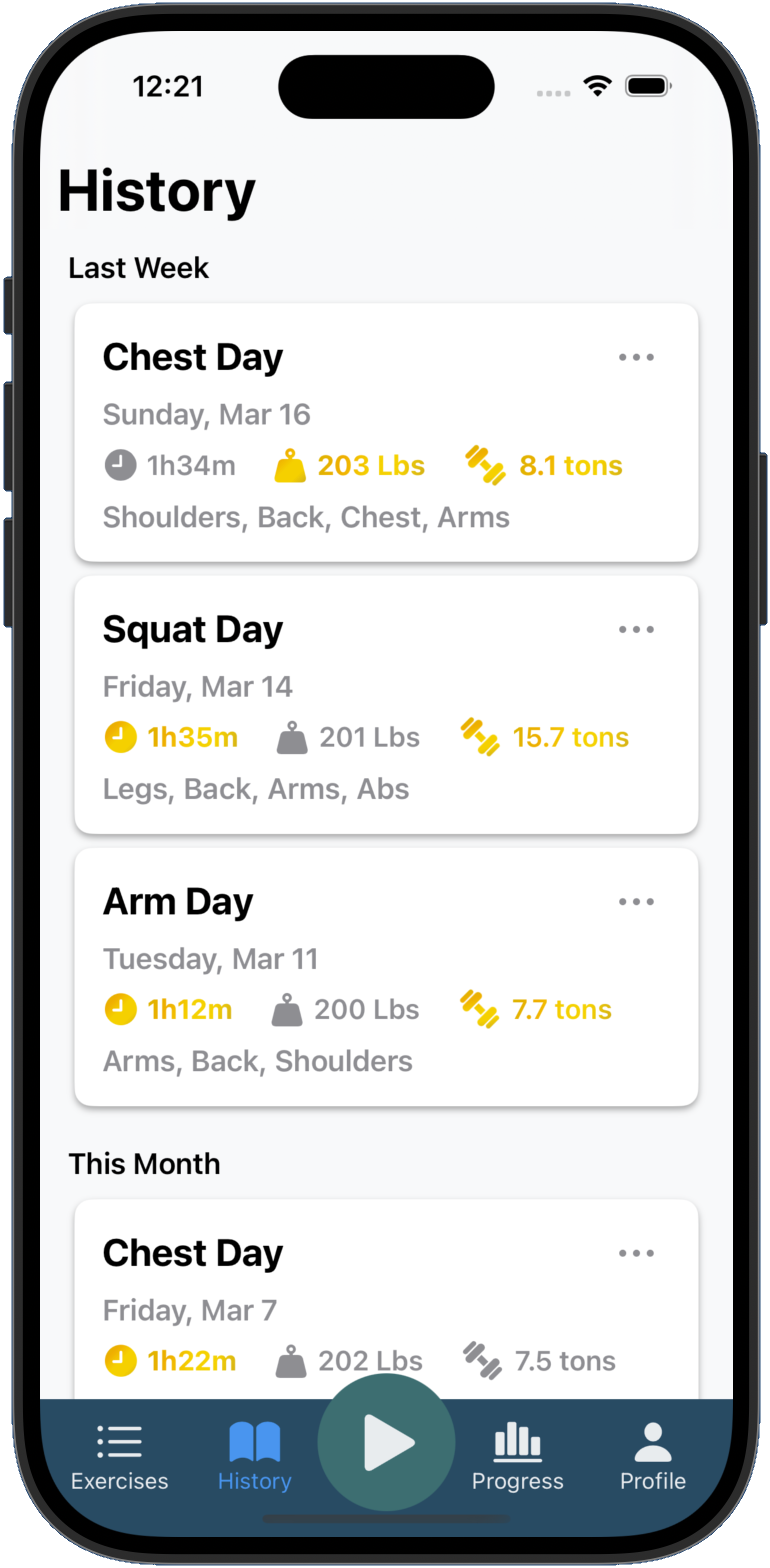 12:21
History
Last Week
Chest Day
Sunday, Mar 16
1h34m 203 Lbs 8.1 tons
Shoulders, Back, Chest, Arms
Squat Day
Friday, Mar 14
1h35m 201 Lbs 15.7 tons
Legs, Back, Arms, Abs
Arm Day
Tuesday, Mar 11
1h12m 200 Lbs 7.7 tons
Arms, Back, Shoulders
This Month
Chest Day
Friday, Mar 7
1h22m 202 Lbs 7.5 tons
Exercises History Progress Profile